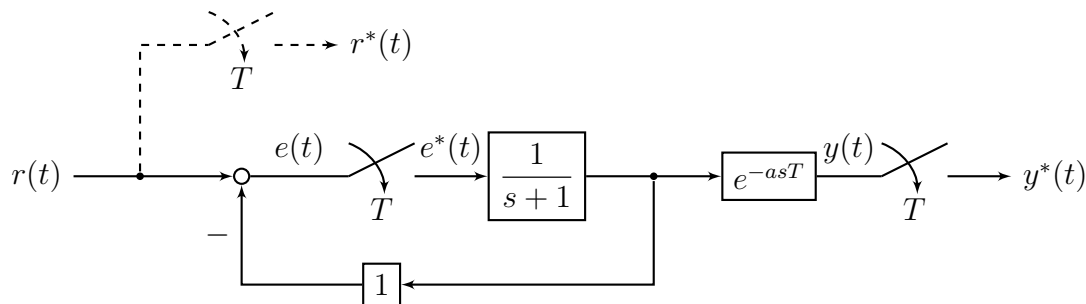 r*(t)
T
r(t)
e(t)
T
e*(t)
1
s + 1
e^{-asT}
y(t)
T
y*(t)
−
1